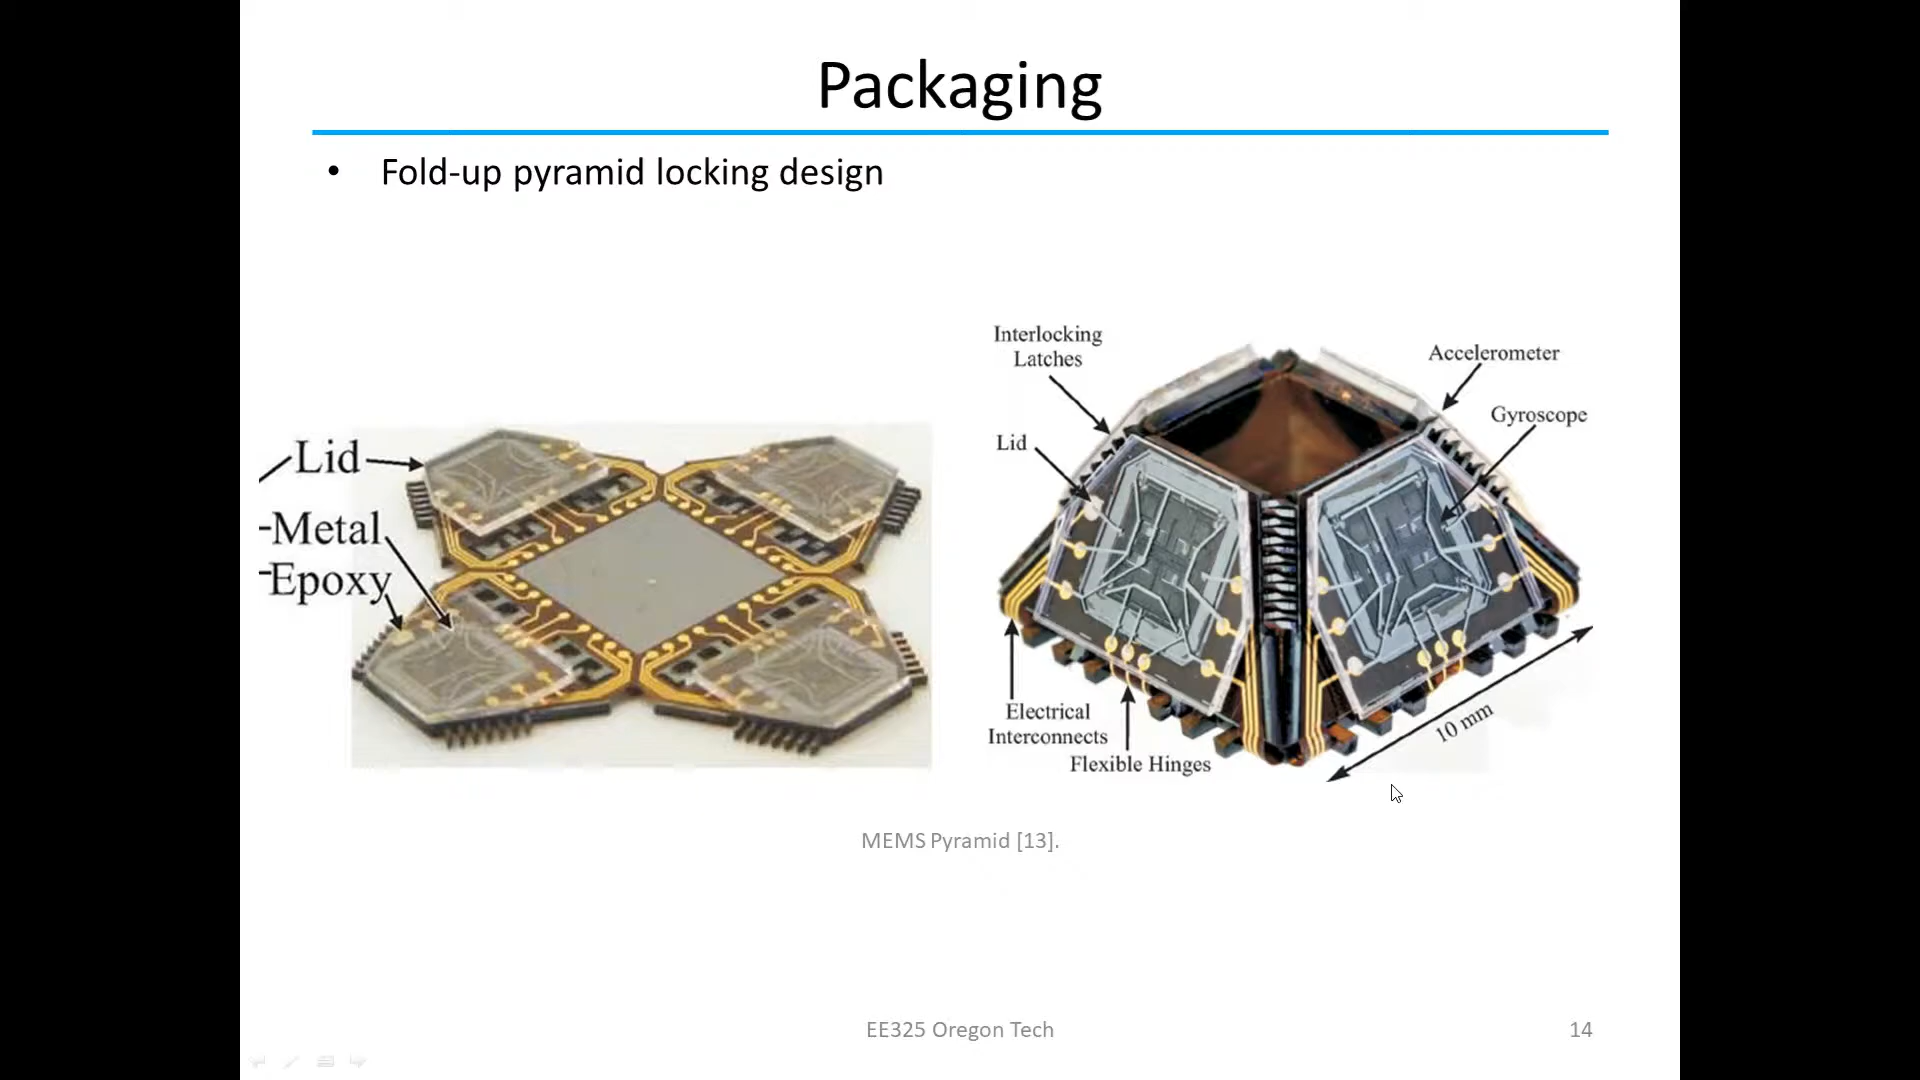 Packaging
• Fold-up pyramid locking design
Lid
-Metal
-Epoxy
Interlocking
Latches
Lid
Accelerometer
Gyroscope
Electrical
Interconnects
Flexible Hinges
10 mm
MEMS Pyramid [13].
EE325 Oregon Tech
14